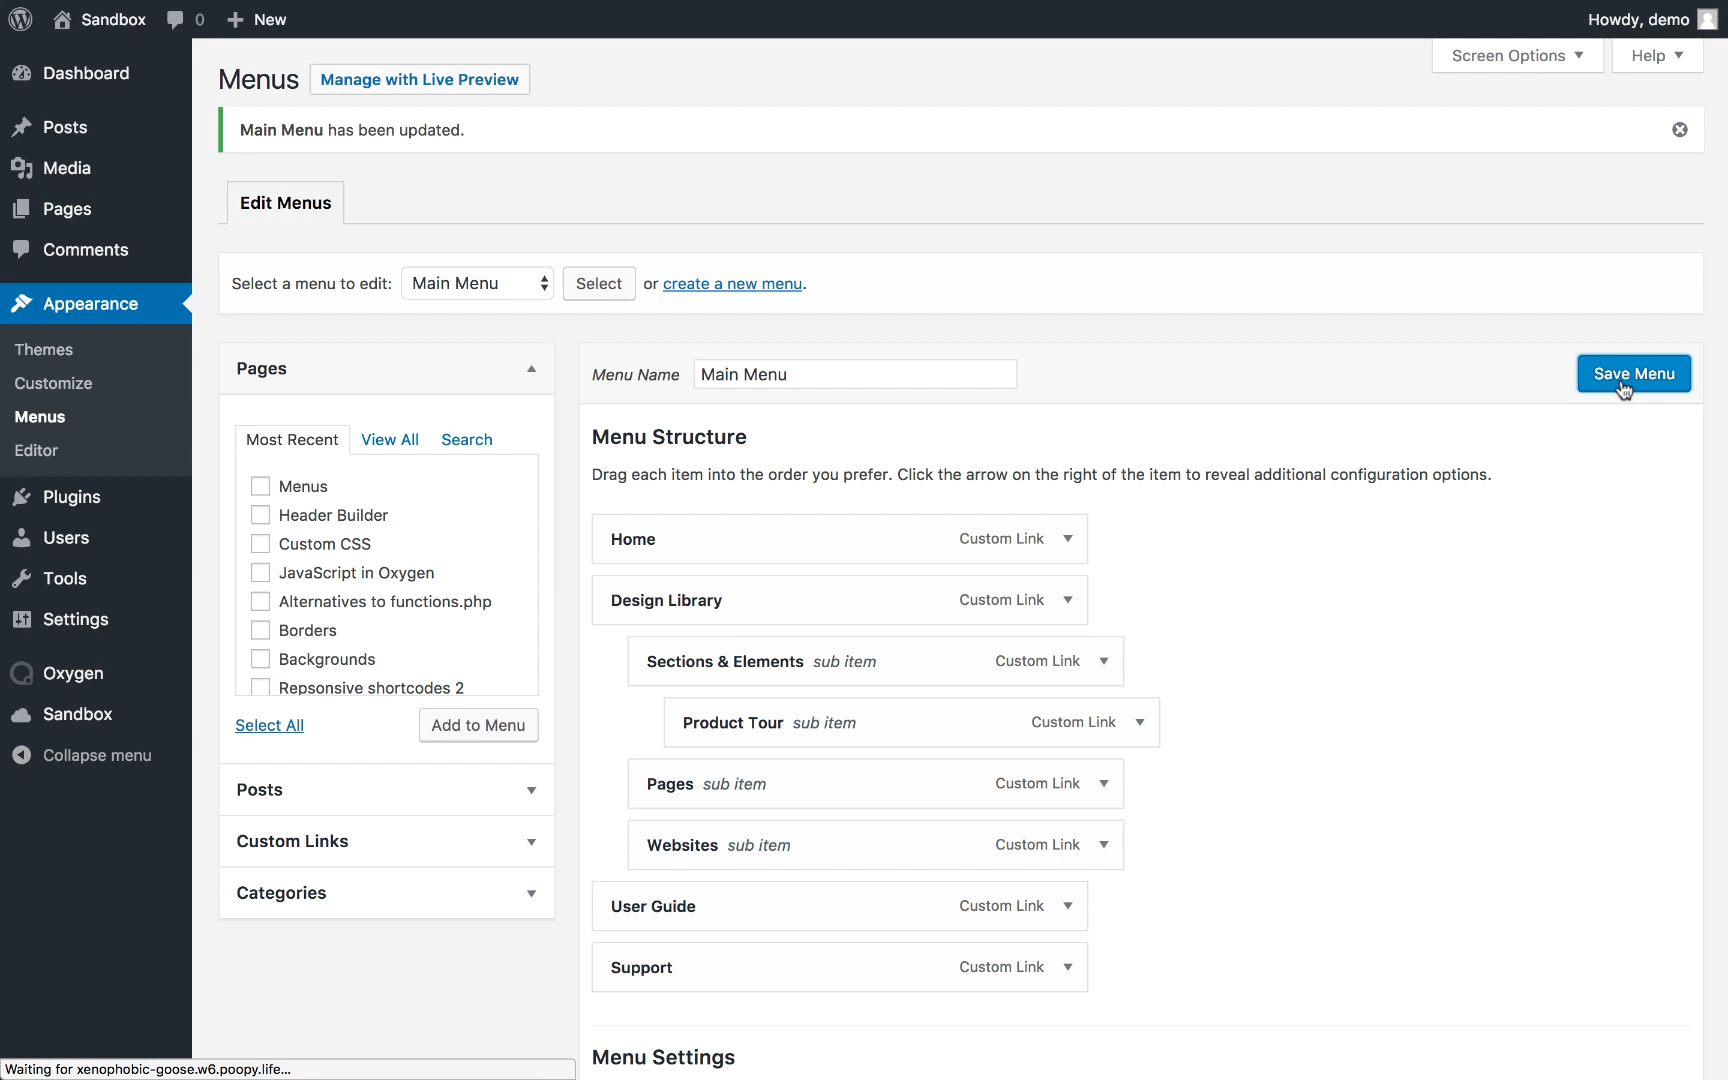 Sandbox 0 New Howdy, demo
Screen Options Help
Dashboard
Posts
Media
Pages
Comments
Appearance
Themes
Customize
Menus
Editor
Plugins
Users
Tools
Settings
Oxygen
Sandbox
Collapse menu
Menus Manage with Live Preview
Main Menu has been updated.
Edit Menus
Select a menu to edit: Main Menu Select or create a new menu.
Pages
Most Recent View All Search
Menus
Header Builder
Custom CSS
JavaScript in Oxygen
Alternatives to functions.php
Borders
Backgrounds
Repsonsive shortcodes 2
Select All Add to Menu
Posts
Custom Links
Categories
Menu Name Main Menu Save Menu
Menu Structure
Drag each item into the order you prefer. Click the arrow on the right of the item to reveal additional configuration options.
Home Custom Link
Design Library Custom Link
Sections & Elements sub item Custom Link
Product Tour sub item Custom Link
Pages sub item Custom Link
Websites sub item Custom Link
User Guide Custom Link
Support Custom Link
Menu Settings
Waiting for xenophobic-goose.w6.poopy.life...